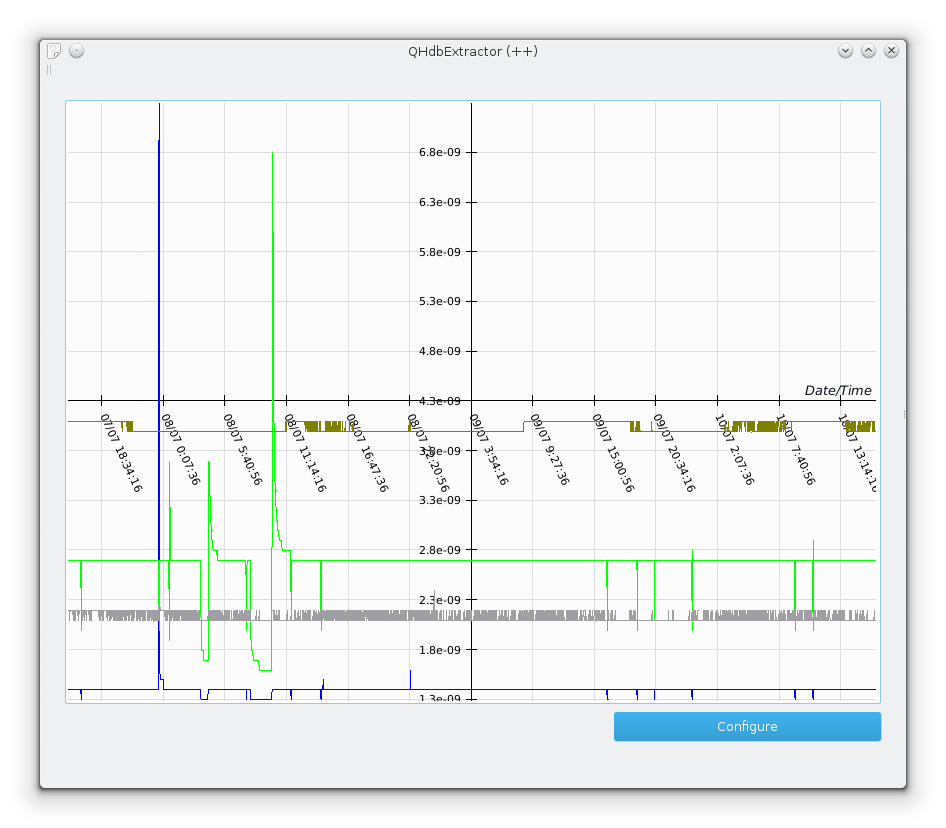 QHdbExtractor (++)
6.8e-09
6.3e-09
5.8e-09
5.3e-09
4.8e-09
Date/Time
4.3e-09
07/07 18:34:16
08/07 0:07:36
08/07 5:40:56
08/07 11:14:16
08/07 16:47:36
08/07 22:20:56
09/07 3:54:16
09/07 9:27:36
09/07 15:00:56
09/07 20:34:16
10/07 2:07:36
10/07 7:40:56
10/07 13:14:16
3.8e-09
3.3e-09
2.8e-09
2.3e-09
1.8e-09
1.3e-09
Configure